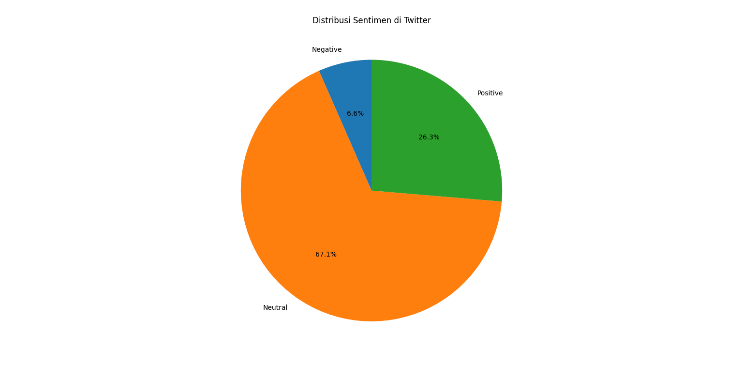 Distribusi Sentimen di Twitter
Negative
Positive
6.6%
26.3%
67.1%
Neutral